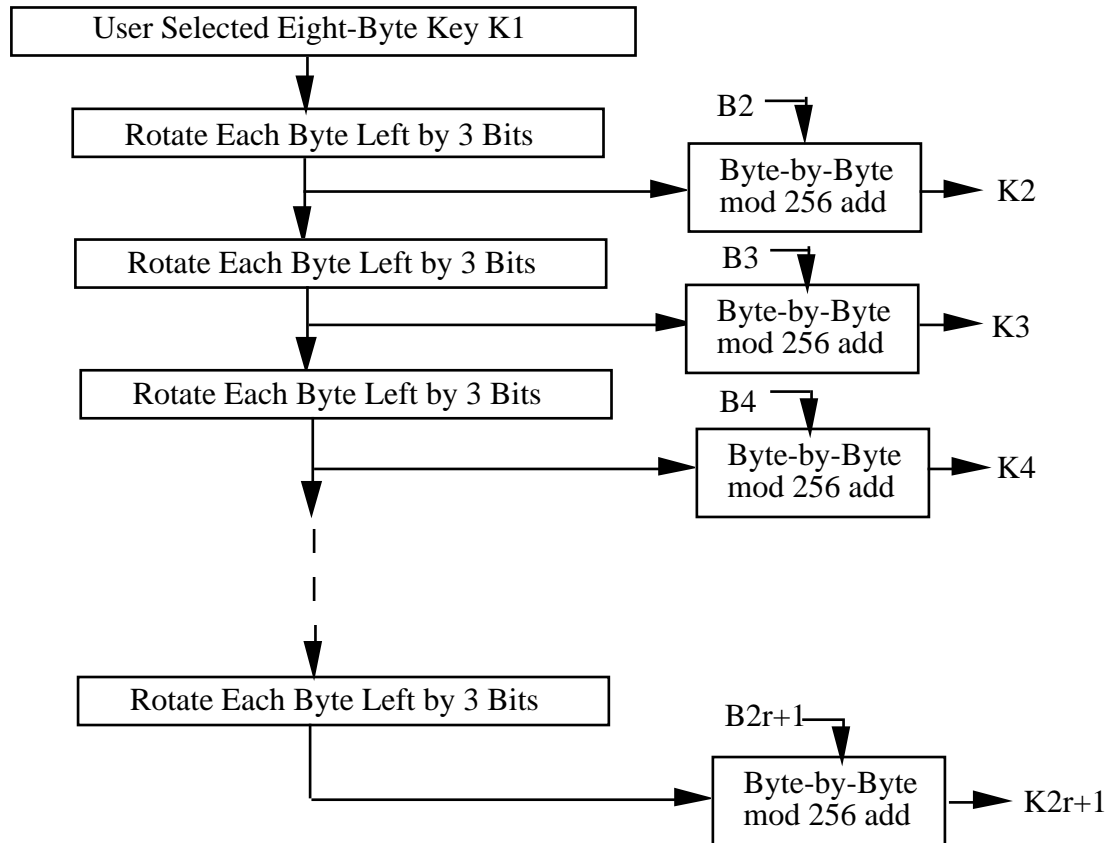 User Selected Eight-Byte Key K1
Rotate Each Byte Left by 3 Bits
B2
Byte-by-Byte
mod 256 add
K2
Rotate Each Byte Left by 3 Bits
B3
Byte-by-Byte
mod 256 add
K3
Rotate Each Byte Left by 3 Bits
B4
Byte-by-Byte
mod 256 add
K4
Rotate Each Byte Left by 3 Bits
B2r+1
Byte-by-Byte
mod 256 add
K2r+1